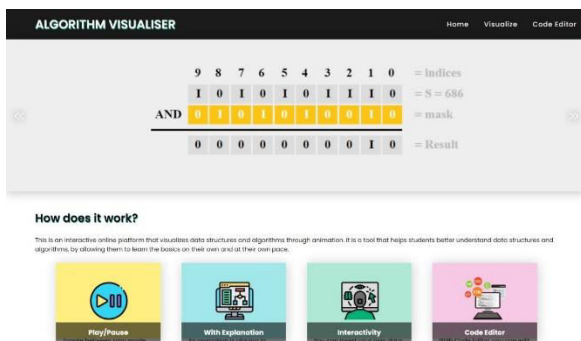 ALGORITHM VISUALISER
Home Visualize Code Editor
9 8 7 6 5 4 3 2 1 0 = indices
1 0 1 0 1 0 1 1 1 0 = S = 686
AND 0 1 0 1 0 1 0 0 1 0 = mask
0 0 0 0 0 0 0 0 1 0 = Result
How does it work?
This is an interactive online platform that visualizes data structures and algorithms through animation. It is a tool that helps students better understand data structures and
algorithms, by allowing them to learn the basics on their own and at their own pace.
Play/Pause
With Explanation
Interactivity
Code Editor